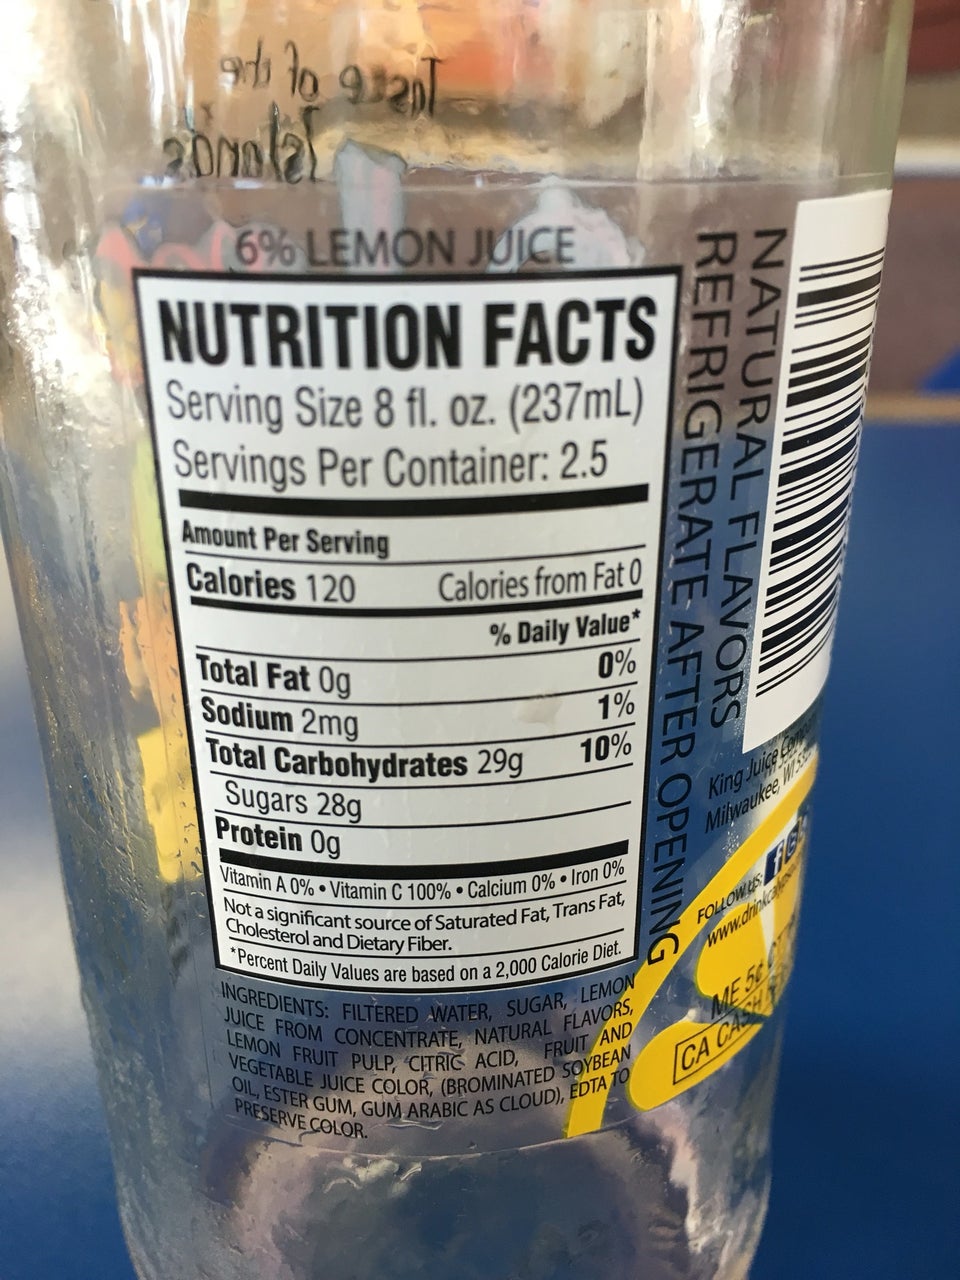 Taste of the
Islands
6% LEMON JUICE
NUTRITION FACTS
Serving Size 8 fl. oz. (237mL)
Servings Per Container: 2.5
Amount Per Serving
Calories 120 Calories from Fat 0
% Daily Value*
Total Fat 0g 0%
Sodium 2mg 1%
Total Carbohydrates 29g 10%
Sugars 28g
Protein 0g
Vitamin A 0% • Vitamin C 100% • Calcium 0% • Iron 0%
Not a significant source of Saturated Fat, Trans Fat,
Cholesterol and Dietary Fiber.
*Percent Daily Values are based on a 2,000 Calorie Diet.
INGREDIENTS: FILTERED WATER, SUGAR, LEMON
JUICE FROM CONCENTRATE, NATURAL FLAVORS,
LEMON FRUIT PULP, CITRIC ACID, FRUIT AND
VEGETABLE JUICE COLOR, (BROMINATED SOYBEAN
OIL, ESTER GUM, GUM ARABIC AS CLOUD), EDTA TO
PRESERVE COLOR.
NATURAL FLAVORS
REFRIGERATE AFTER OPENING
King Juice
Milwaukee, WI
FOLLOW US: f
ME 5¢
CA CASH